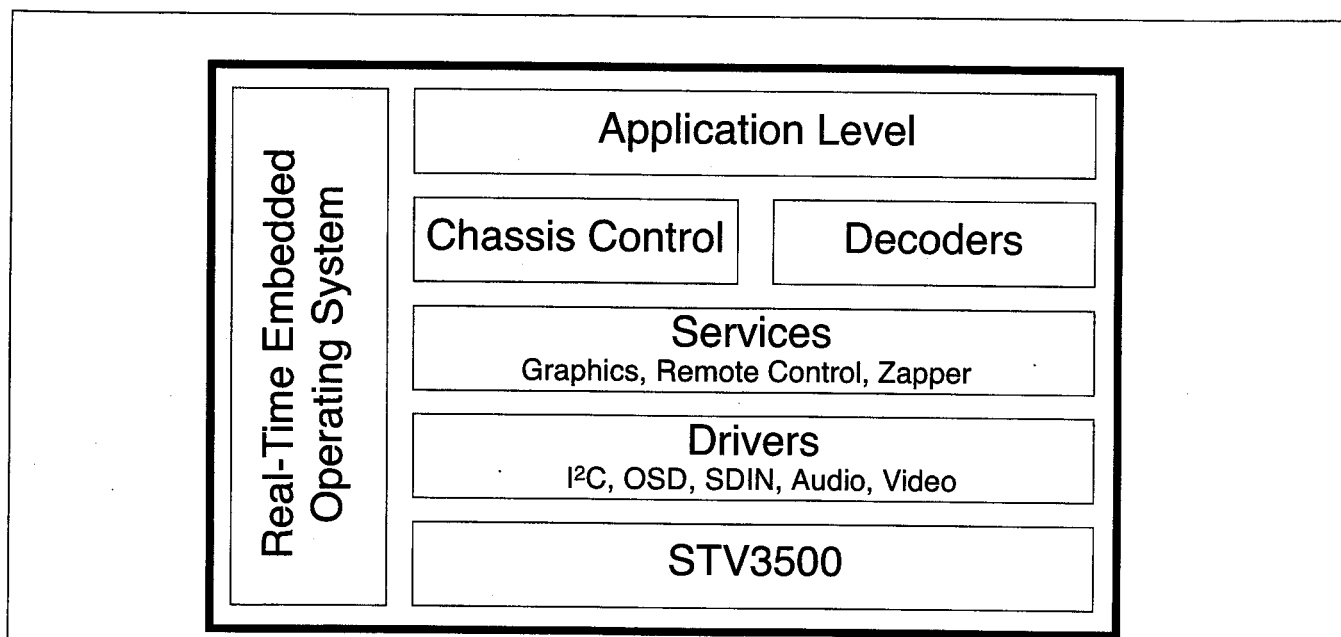 Real-Time Embedded
Operating System
Application Level
Chassis Control
Decoders
Services
Graphics, Remote Control, Zapper
Drivers
I²C, OSD, SDIN, Audio, Video
STV3500